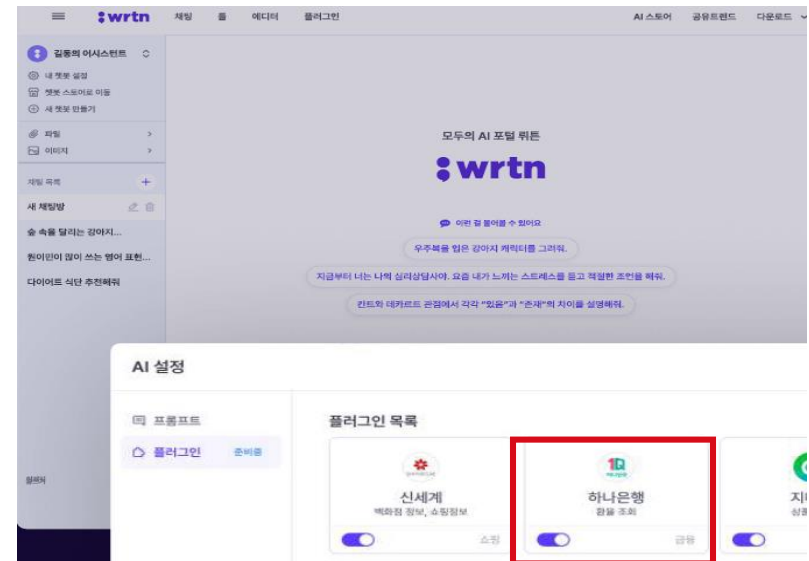 wrtn 채팅 툴 에디터 플러그인 AI 스토어 공유트렌드 다운로드
길동의 어시스턴트
내 챗봇 설정
챗봇 스토어로 이동
새 챗봇 만들기
파일
이미지
채팅 목록
새 채팅방
숲 속을 달리는 강아지...
원어민이 많이 쓰는 영어 표현...
다이어트 식단 추천해줘
모두의 AI 포털 뤼튼
wrtn
이런 걸 물어볼 수 있어요
우주복을 입은 강아지 캐릭터를 그려줘.
지금부터 너는 나의 심리상담사야. 요즘 내가 느끼는 스트레스를 듣고 적절한 조언을 해줘.
칸트와 데카르트 관점에서 각각 "있음"과 "존재"의 차이를 설명해줘.
AI 설정
프롬프트
플러그인 준비중
플러그인 목록
신세계
백화점 정보, 쇼핑정보
쇼핑
1Q
하나은행
환율 조회
금융